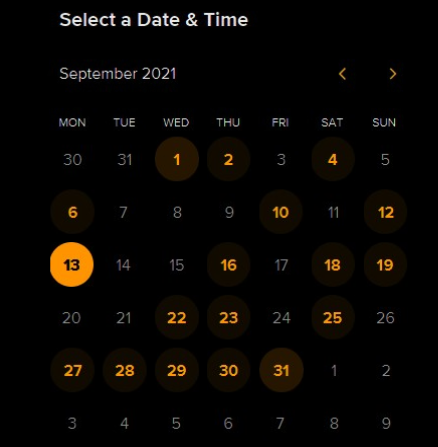 Select a Date & Time
September 2021
MON TUE WED THU FRI SAT SUN
30 31 1 2 3 4 5
6 7 8 9 10 11 12
13 14 15 16 17 18 19
20 21 22 23 24 25 26
27 28 29 30 31 1 2
3 4 5 6 7 8 9